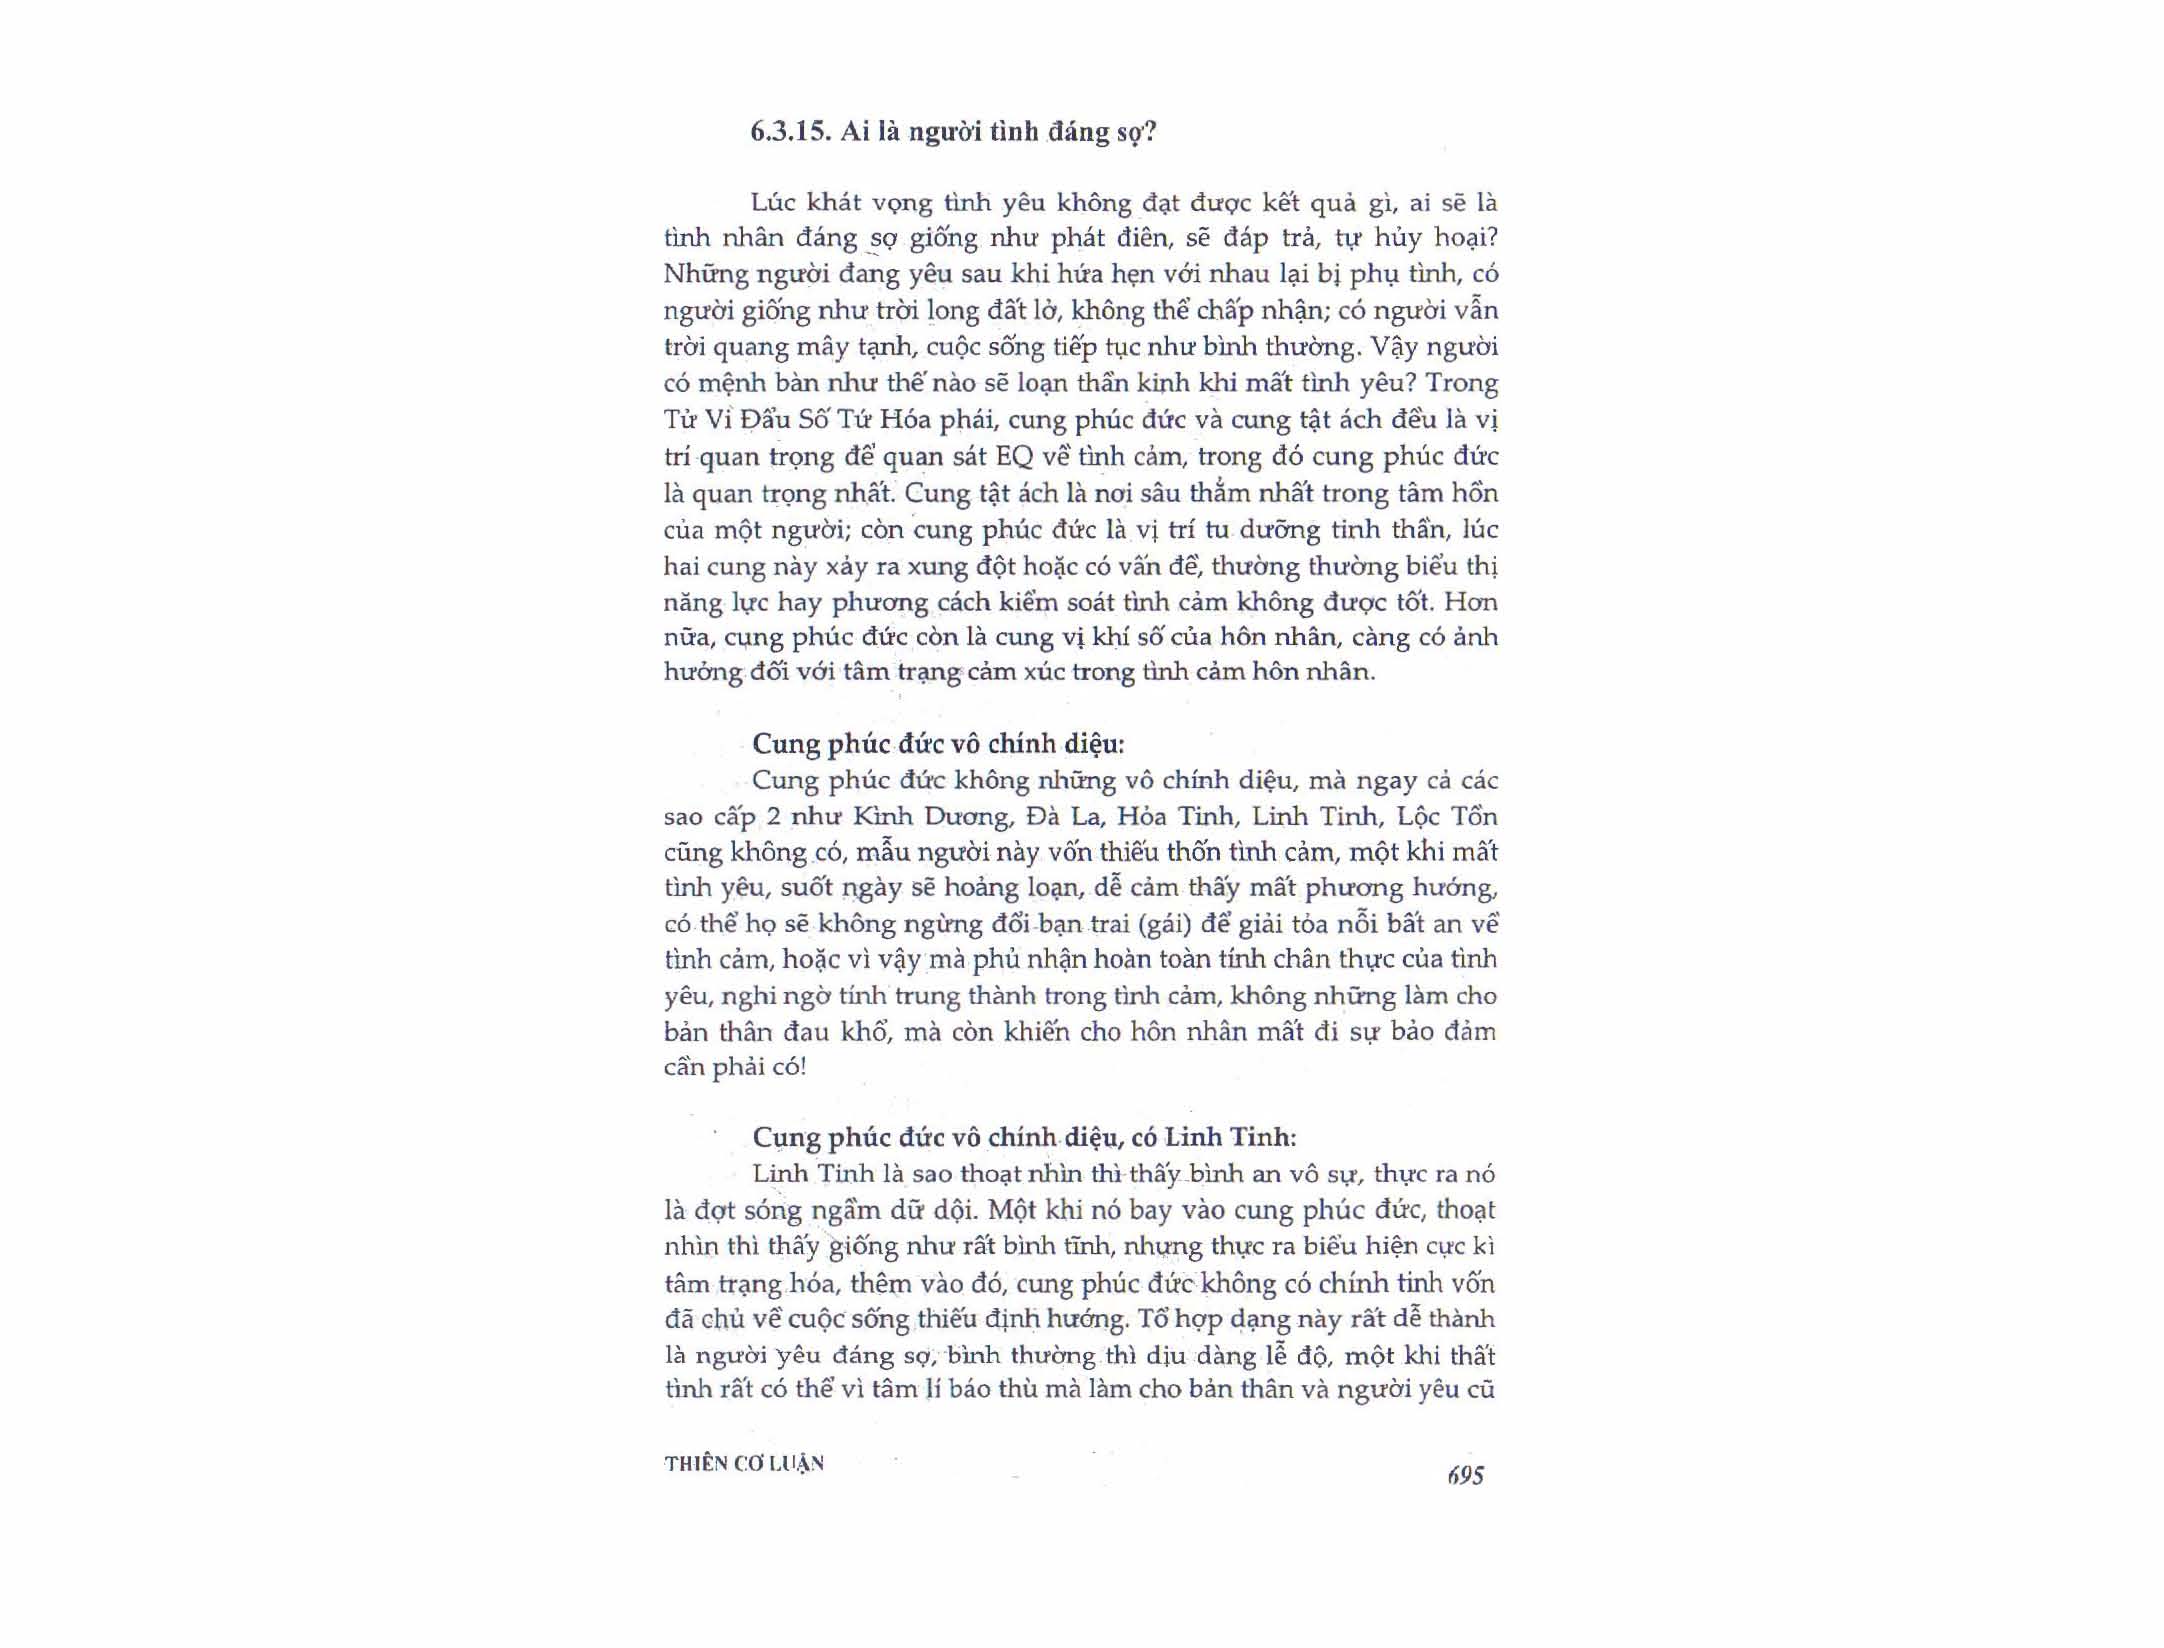 6.3.15. Ai là người tình đáng sợ?
Lúc khát vọng tình yêu không đạt được kết quả gì, ai sẽ là
tình nhân đáng sợ giống như phát điên, sẽ đáp trả, tự hủy hoại?
Những người đang yêu sau khi hứa hẹn với nhau lại bị phụ tình, có
người giống như trời long đất lở, không thể chấp nhận; có người vẫn
trời quang mây tạnh, cuộc sống tiếp tục như bình thường. Vậy người
có mệnh bàn như thế nào sẽ loạn thần kinh khi mất tình yêu? Trong
Tử Vi Đẩu Số Tứ Hóa phái, cung phúc đức và cung tật ách đều là vị
trí quan trọng để quan sát EQ về tình cảm, trong đó cung phúc đức
là quan trọng nhất. Cung tật ách là nơi sâu thẳm nhất trong tâm hồn
của một người; còn cung phúc đức là vị trí tu dưỡng tinh thần, lúc
hai cung này xảy ra xung đột hoặc có vấn đề, thường thường biểu thị
năng lực hay phương cách kiểm soát tình cảm không được tốt. Hơn
nữa, cung phúc đức còn là cung vị khí số của hôn nhân, càng có ảnh
hưởng đối với tâm trạng cảm xúc trong tình cảm hôn nhân.
Cung phúc đức vô chính diệu:
Cung phúc đức không những vô chính diệu, mà ngay cả các
sao cấp 2 như Kình Dương, Đà La, Hỏa Tinh, Linh Tinh, Lộc Tồn
cũng không có, mẫu người này vốn thiếu thốn tình cảm, một khi mất
tình yêu, suốt ngày sẽ hoảng loạn, dễ cảm thấy mất phương hướng,
có thể họ sẽ không ngừng đổi bạn trai (gái) để giải tỏa nỗi bất an về
tình cảm, hoặc vì vậy mà phủ nhận hoàn toàn tính chân thực của tình
yêu, nghi ngờ tính trung thành trong tình cảm, không những làm cho
bản thân đau khổ, mà còn khiến cho hôn nhân mất đi sự bảo đảm
cần phải có!
Cung phúc đức vô chính diệu, có Linh Tinh:
Linh Tinh là sao thoạt nhìn thì thấy bình an vô sự, thực ra nó
là đợt sóng ngầm dữ dội. Một khi nó bay vào cung phúc đức, thoạt
nhìn thì thấy giống như rất bình tĩnh, nhưng thực ra biểu hiện cực kì
tâm trạng hóa, thêm vào đó, cung phúc đức không có chính tinh vốn
đã chủ về cuộc sống thiếu định hướng. Tổ hợp dạng này rất dễ thành
là người yêu đáng sợ, bình thường thì dịu dàng lễ độ, một khi thất
tình rất có thể vì tâm lí báo thù mà làm cho bản thân và người yêu cũ
THIÊN CƠ LUẬN
695